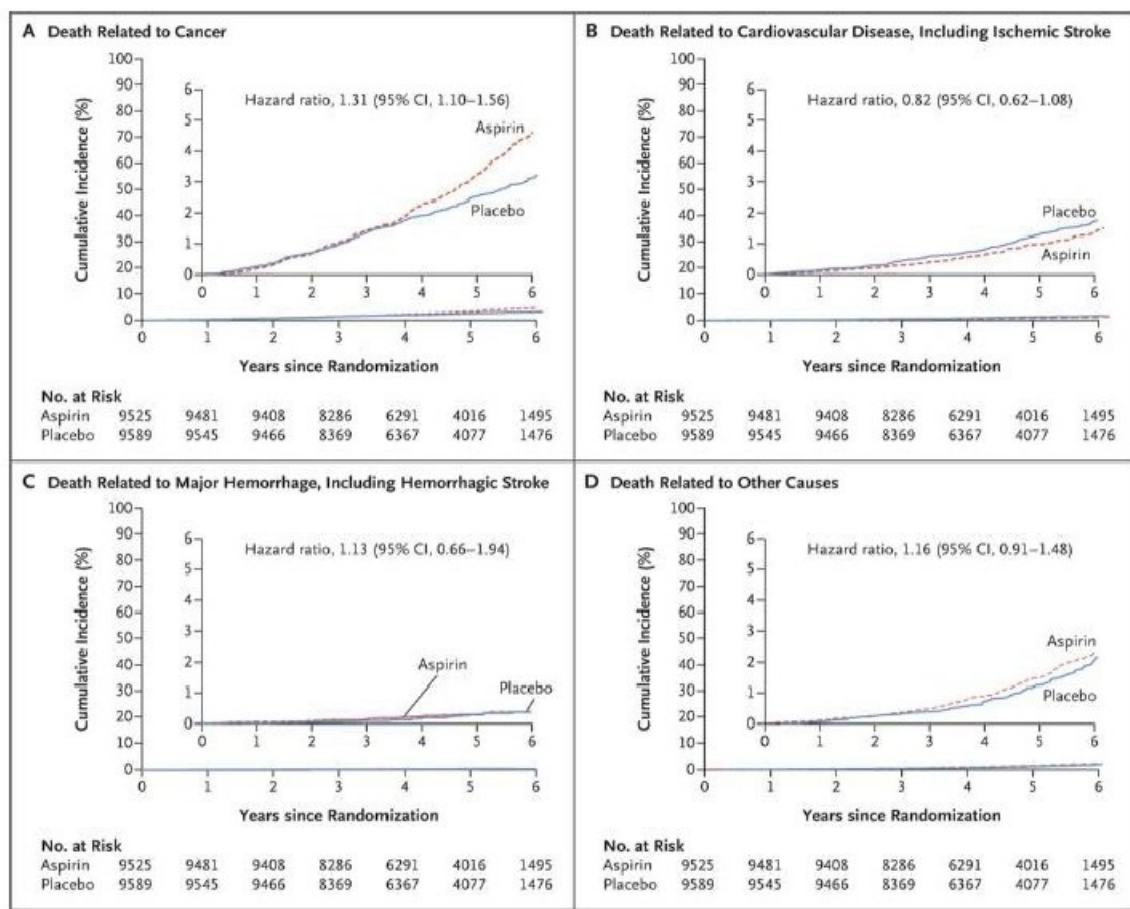 A Death Related to Cancer
Cumulative Incidence (%)
100
90
80
70
60
50
40
30
20
10
0
6
5
4
3
2
1
0
Hazard ratio, 1.31 (95% CI, 1.10–1.56)
Aspirin
Placebo
0 1 2 3 4 5 6
0 1 2 3 4 5 6
Years since Randomization
No. at Risk
Aspirin 9525 9481 9408 8286 6291 4016 1495
Placebo 9589 9545 9466 8369 6367 4077 1476
B Death Related to Cardiovascular Disease, Including Ischemic Stroke
Cumulative Incidence (%)
100
90
80
70
60
50
40
30
20
10
0
6
5
4
3
2
1
0
Hazard ratio, 0.82 (95% CI, 0.62–1.08)
Placebo
Aspirin
0 1 2 3 4 5 6
0 1 2 3 4 5 6
Years since Randomization
No. at Risk
Aspirin 9525 9481 9408 8286 6291 4016 1495
Placebo 9589 9545 9466 8369 6367 4077 1476
C Death Related to Major Hemorrhage, Including Hemorrhagic Stroke
Cumulative Incidence (%)
100
90
80
70
60
50
40
30
20
10
0
6
5
4
3
2
1
0
Hazard ratio, 1.13 (95% CI, 0.66–1.94)
Aspirin
Placebo
0 1 2 3 4 5 6
0 1 2 3 4 5 6
Years since Randomization
No. at Risk
Aspirin 9525 9481 9408 8286 6291 4016 1495
Placebo 9589 9545 9466 8369 6367 4077 1476
D Death Related to Other Causes
Cumulative Incidence (%)
100
90
80
70
60
50
40
30
20
10
0
6
5
4
3
2
1
0
Hazard ratio, 1.16 (95% CI, 0.91–1.48)
Aspirin
Placebo
0 1 2 3 4 5 6
0 1 2 3 4 5 6
Years since Randomization
No. at Risk
Aspirin 9525 9481 9408 8286 6291 4016 1495
Placebo 9589 9545 9466 8369 6367 4077 1476